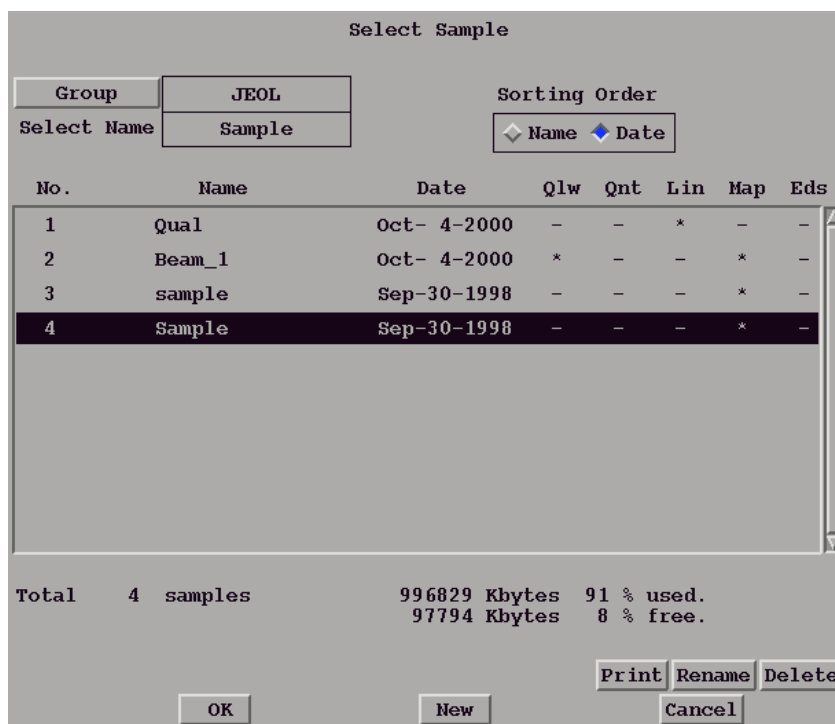 Select Sample
Group JEOL Sorting Order
Select Name Sample Name Date
No. Name Date Qlw Qnt Lin Map Eds
1 Qual Oct- 4-2000 - - * - -
2 Beam_1 Oct- 4-2000 * - - * -
3 sample Sep-30-1998 - - - * -
4 Sample Sep-30-1998 - - - * -
Total 4 samples 996829 Kbytes 91 % used.
97794 Kbytes 8 % free.
Print Rename Delete
OK New Cancel